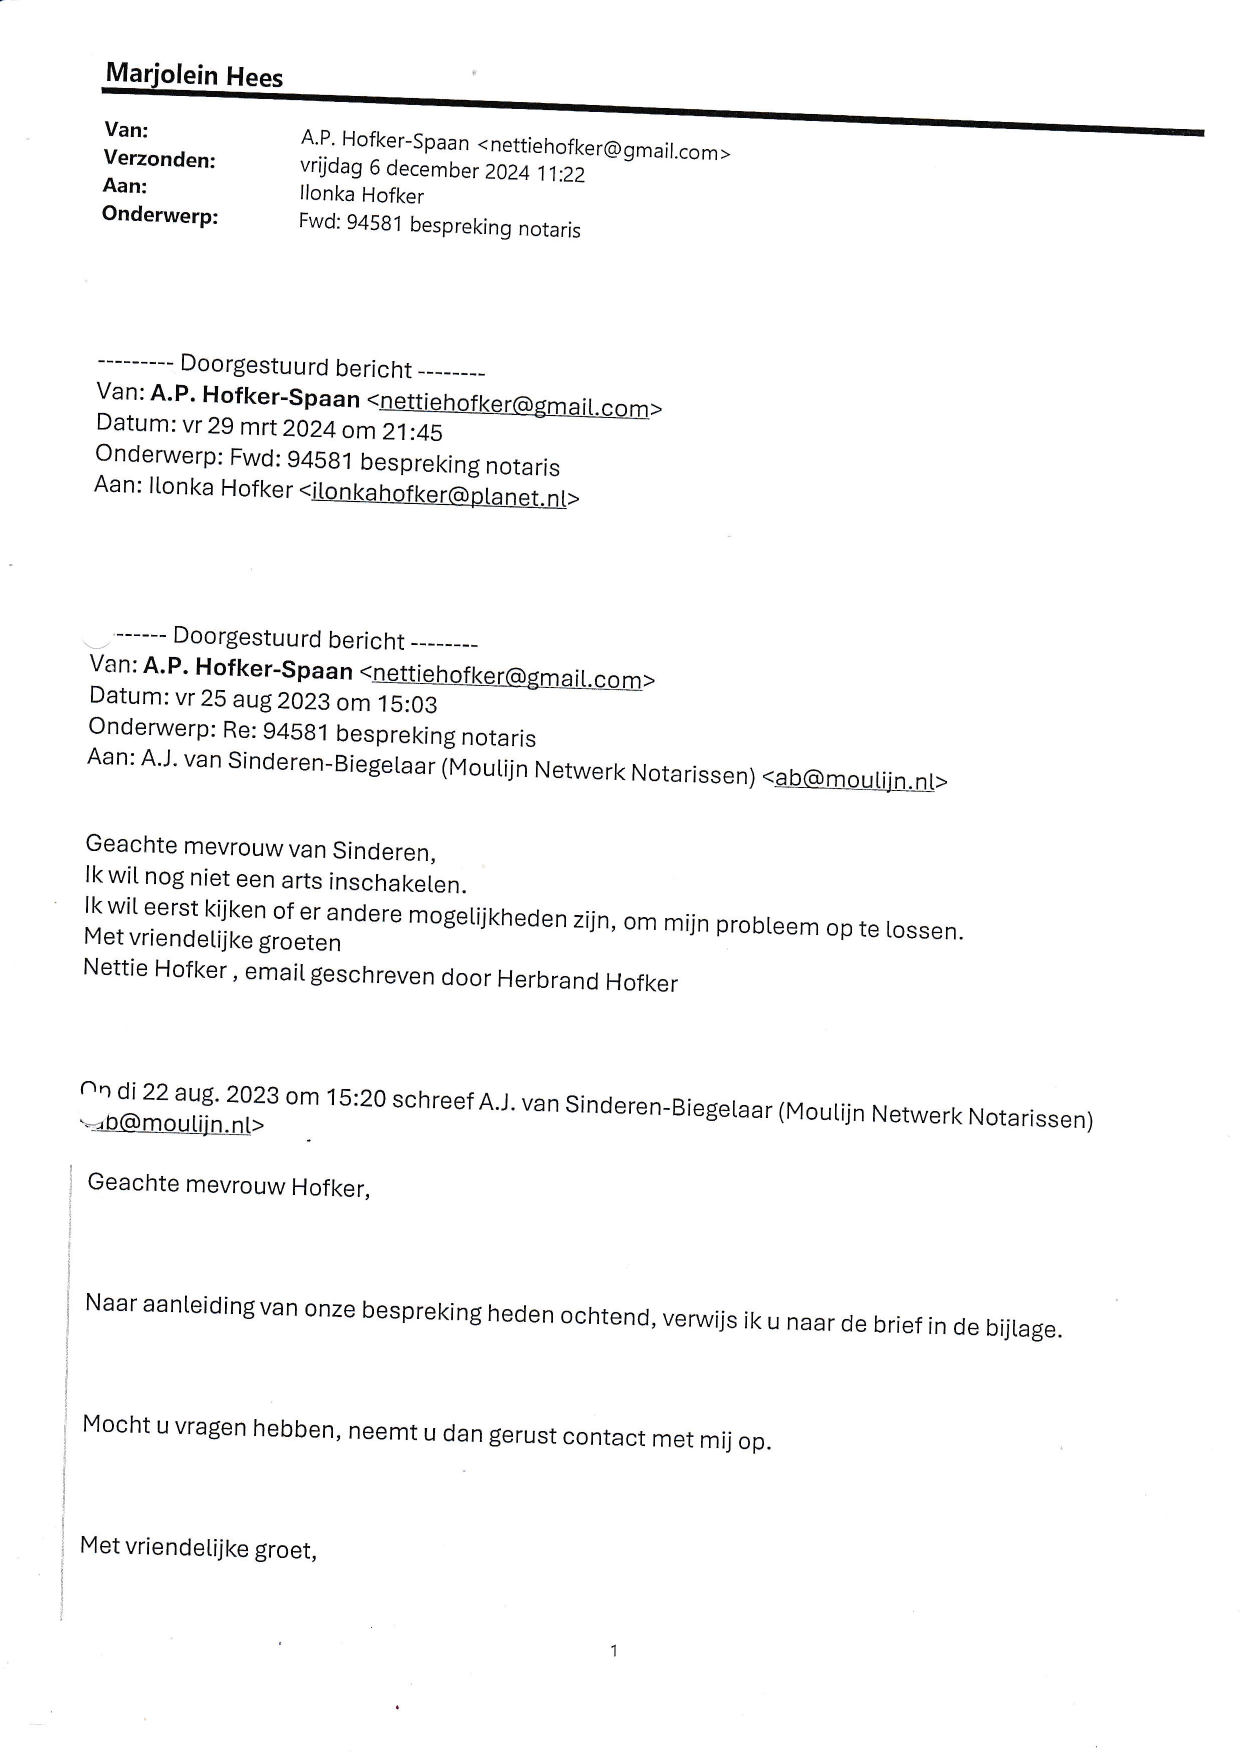 Marjolein Hees
Van: A.P. Hofker-Spaan <nettiehofker@gmail.com>
Verzonden: vrijdag 6 december 2024 11:22
Aan: Ilonka Hofker
Onderwerp: Fwd: 94581 bespreking notaris
--------- Doorgestuurd bericht --------
Van: A.P. Hofker-Spaan <nettiehofker@gmail.com>
Datum: vr 29 mrt 2024 om 21:45
Onderwerp: Fwd: 94581 bespreking notaris
Aan: Ilonka Hofker <ilonkahofker@planet.nl>
------ Doorgestuurd bericht --------
Van: A.P. Hofker-Spaan <nettiehofker@gmail.com>
Datum: vr 25 aug 2023 om 15:03
Onderwerp: Re: 94581 bespreking notaris
Aan: A.J. van Sinderen-Biegelaar (Moulijn Netwerk Notarissen) <ab@moulijn.nl>
Geachte mevrouw van Sinderen,
Ik wil nog niet een arts inschakelen.
Ik wil eerst kijken of er andere mogelijkheden zijn, om mijn probleem op te lossen.
Met vriendelijke groeten
Nettie Hofker , email geschreven door Herbrand Hofker
di 22 aug. 2023 om 15:20 schreef A.J. van Sinderen-Biegelaar (Moulijn Netwerk Notarissen)
ab@moulijn.nl>
Geachte mevrouw Hofker,
Naar aanleiding van onze bespreking heden ochtend, verwijs ik u naar de brief in de bijlage.
Mocht u vragen hebben, neemt u dan gerust contact met mij op.
Met vriendelijke groet,
1